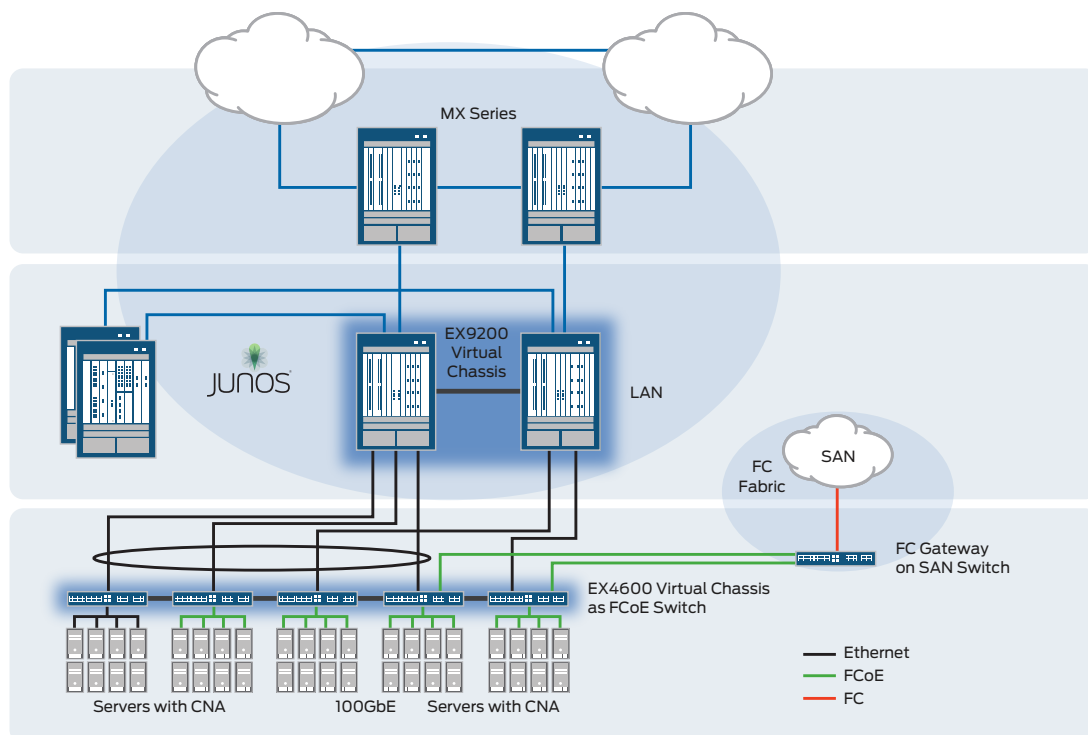 MX Series
EX9200
Virtual
Chassis
JUNOS
LAN
SAN
FC
Fabric
FC Gateway
on SAN Switch
EX4600 Virtual Chassis
as FCoE Switch
Servers with CNA
100GbE
Servers with CNA
Ethernet
FCoE
FC